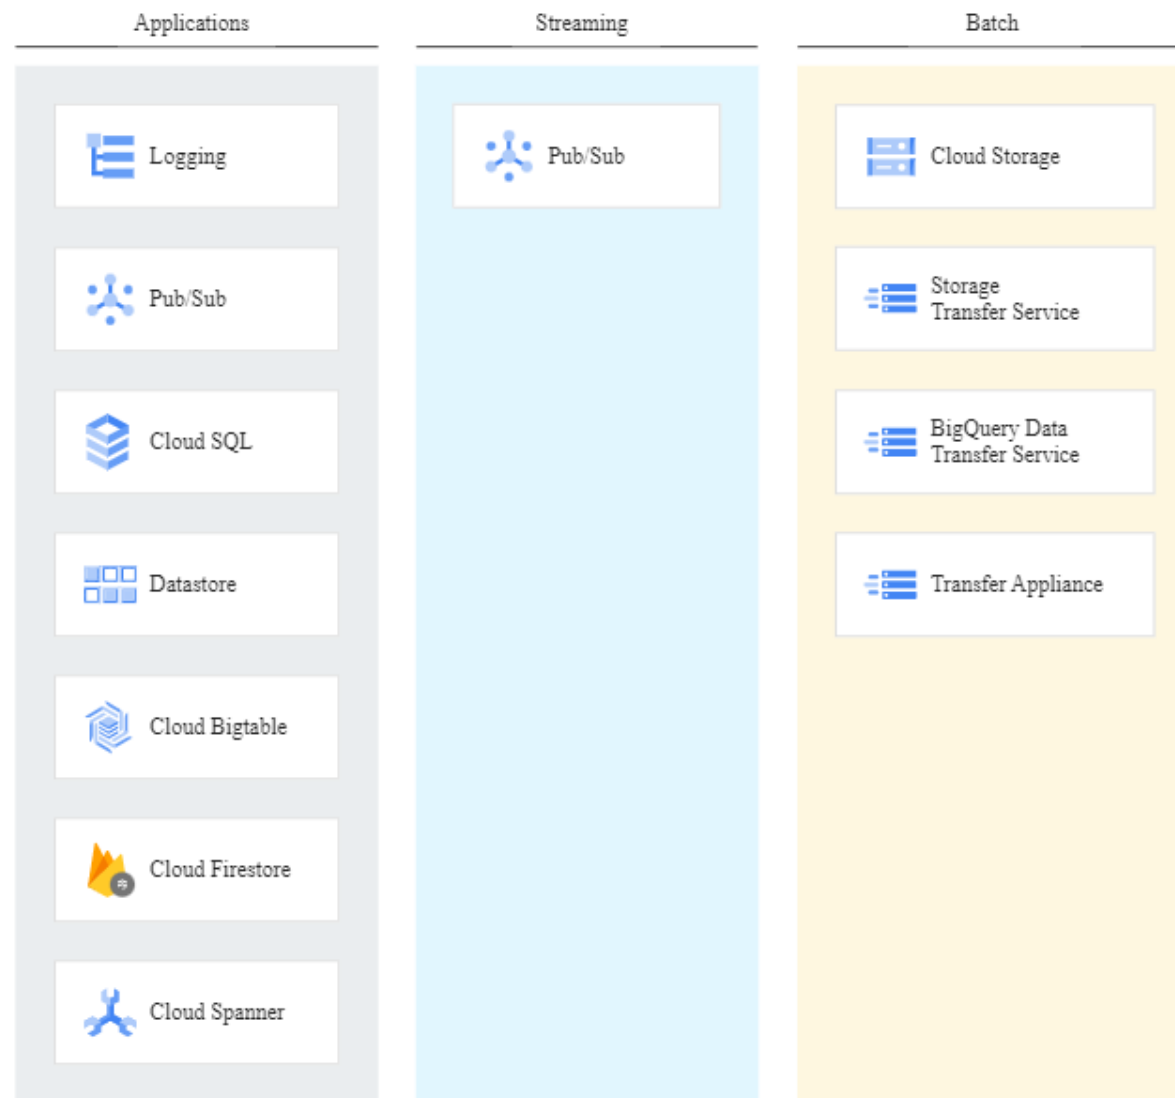 Applications
Logging
Pub/Sub
Cloud SQL
Datastore
Cloud Bigtable
Cloud Firestore
Cloud Spanner
Streaming
Pub/Sub
Batch
Cloud Storage
Storage
Transfer Service
BigQuery Data
Transfer Service
Transfer Appliance